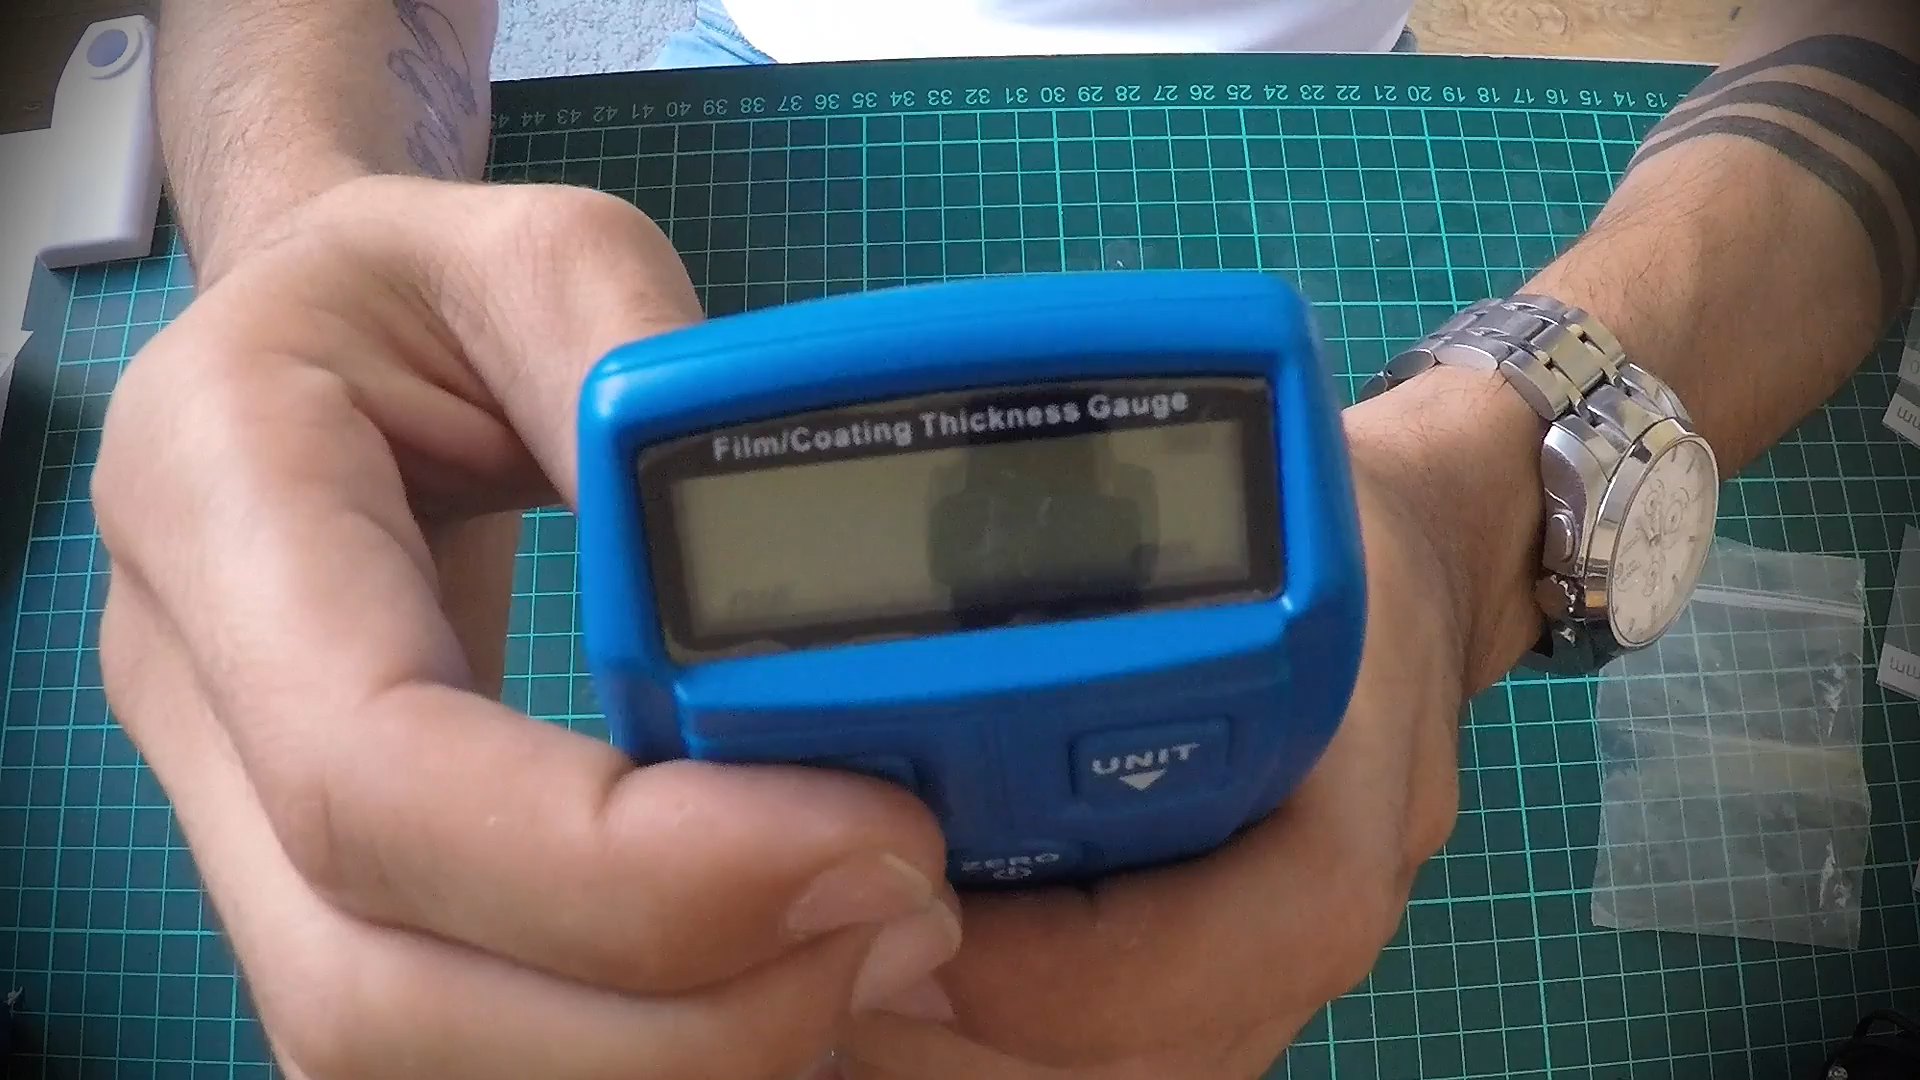 45 44 43 42 41 40 39 38 37 36 35 34 33 32 31 30 29 28 27 26 25 24 23 22 21 20 19 18 17 16 15 14 13
Film/Coating Thickness Gauge
UNIT
ZERO
mm